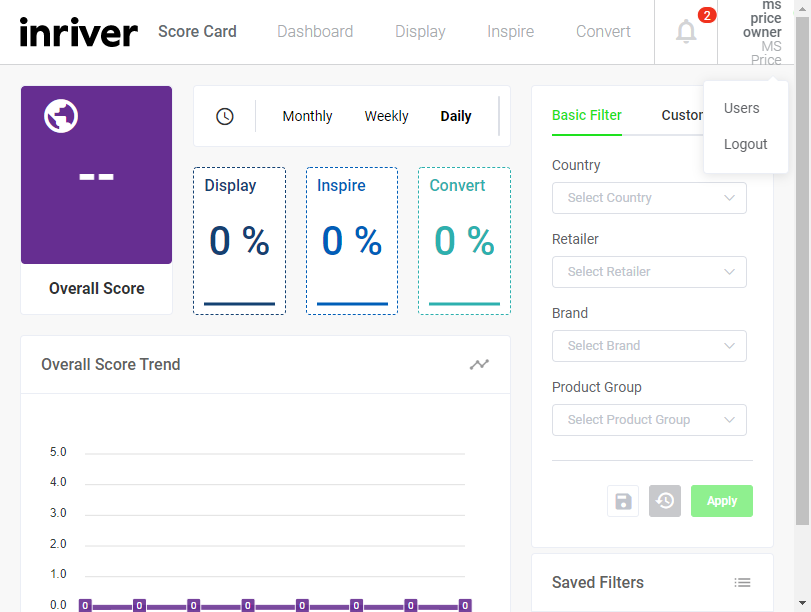 inriver
Score Card
Dashboard
Display
Inspire
Convert
2
ms
price
owner
MS
Price
Users
Logout
--
Overall Score
Monthly
Weekly
Daily
Display
0 %
Inspire
0 %
Convert
0 %
Basic Filter
Custor
Country
Select Country
Retailer
Select Retailer
Brand
Select Brand
Product Group
Select Product Group
Apply
Saved Filters
Overall Score Trend
5.0
4.0
3.0
2.0
1.0
0.0
0 0 0 0 0 0 0 0